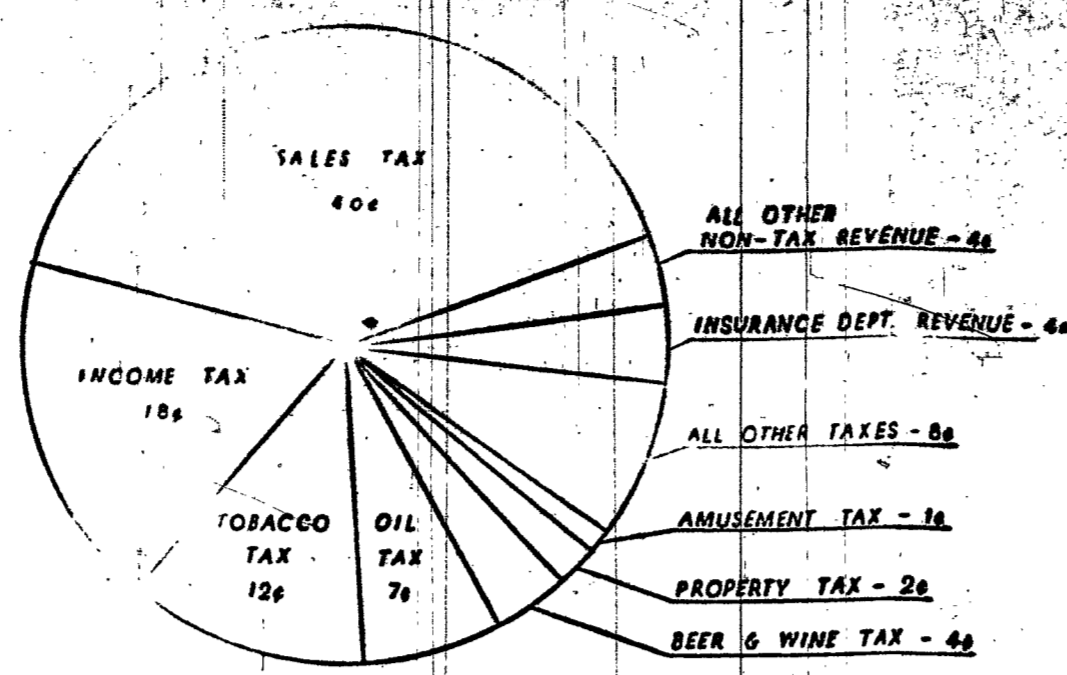 SALES TAX
40¢
ALL OTHER
NON-TAX REVENUE - 4¢
INSURANCE DEPT. REVENUE - 4¢
INCOME TAX
18¢
ALL OTHER TAXES - 8¢
TOBACCO
TAX
12¢
OIL
TAX
7¢
AMUSEMENT TAX - 1¢
PROPERTY TAX - 2¢
BEER & WINE TAX - 4¢